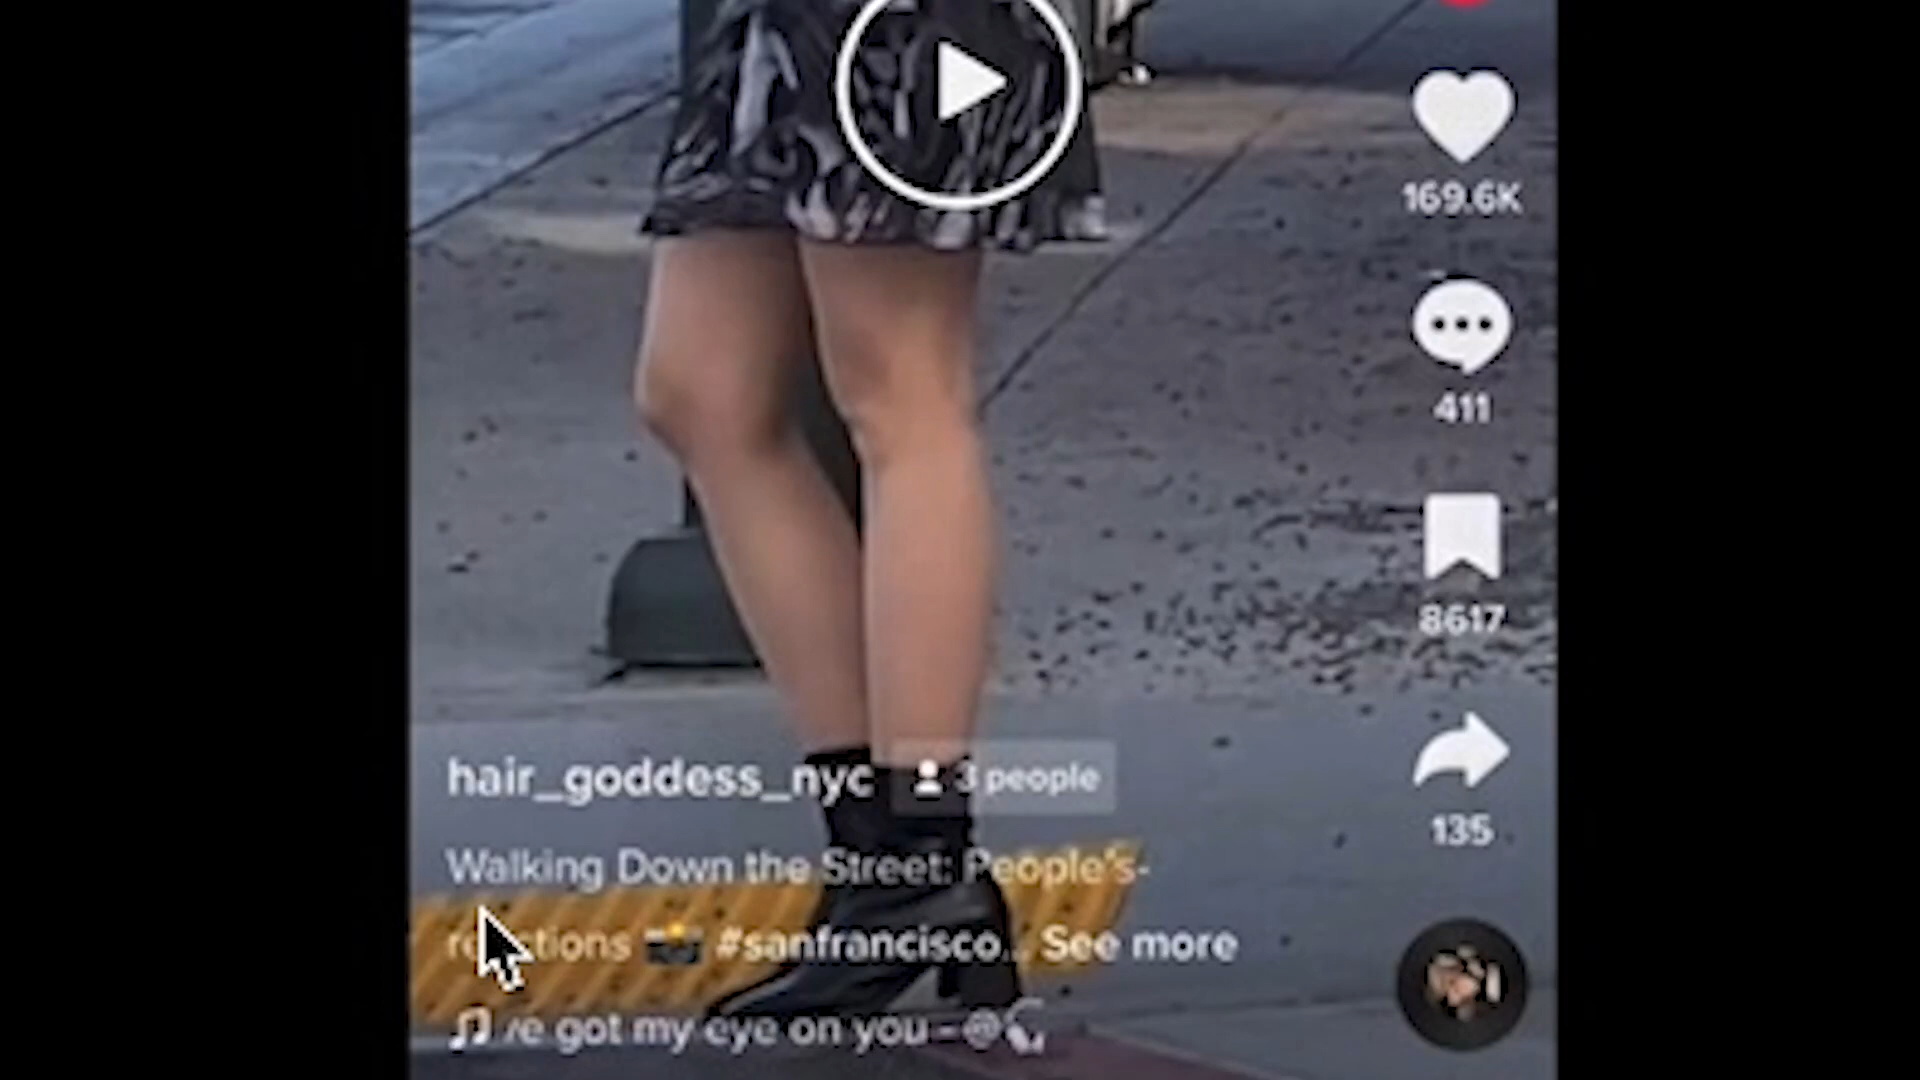 169.6K
411
8617
hair_goddess_nyc 3 people
135
Walking Down the Street: People's-
#sanfrancisco... See more
've got my eye on you -